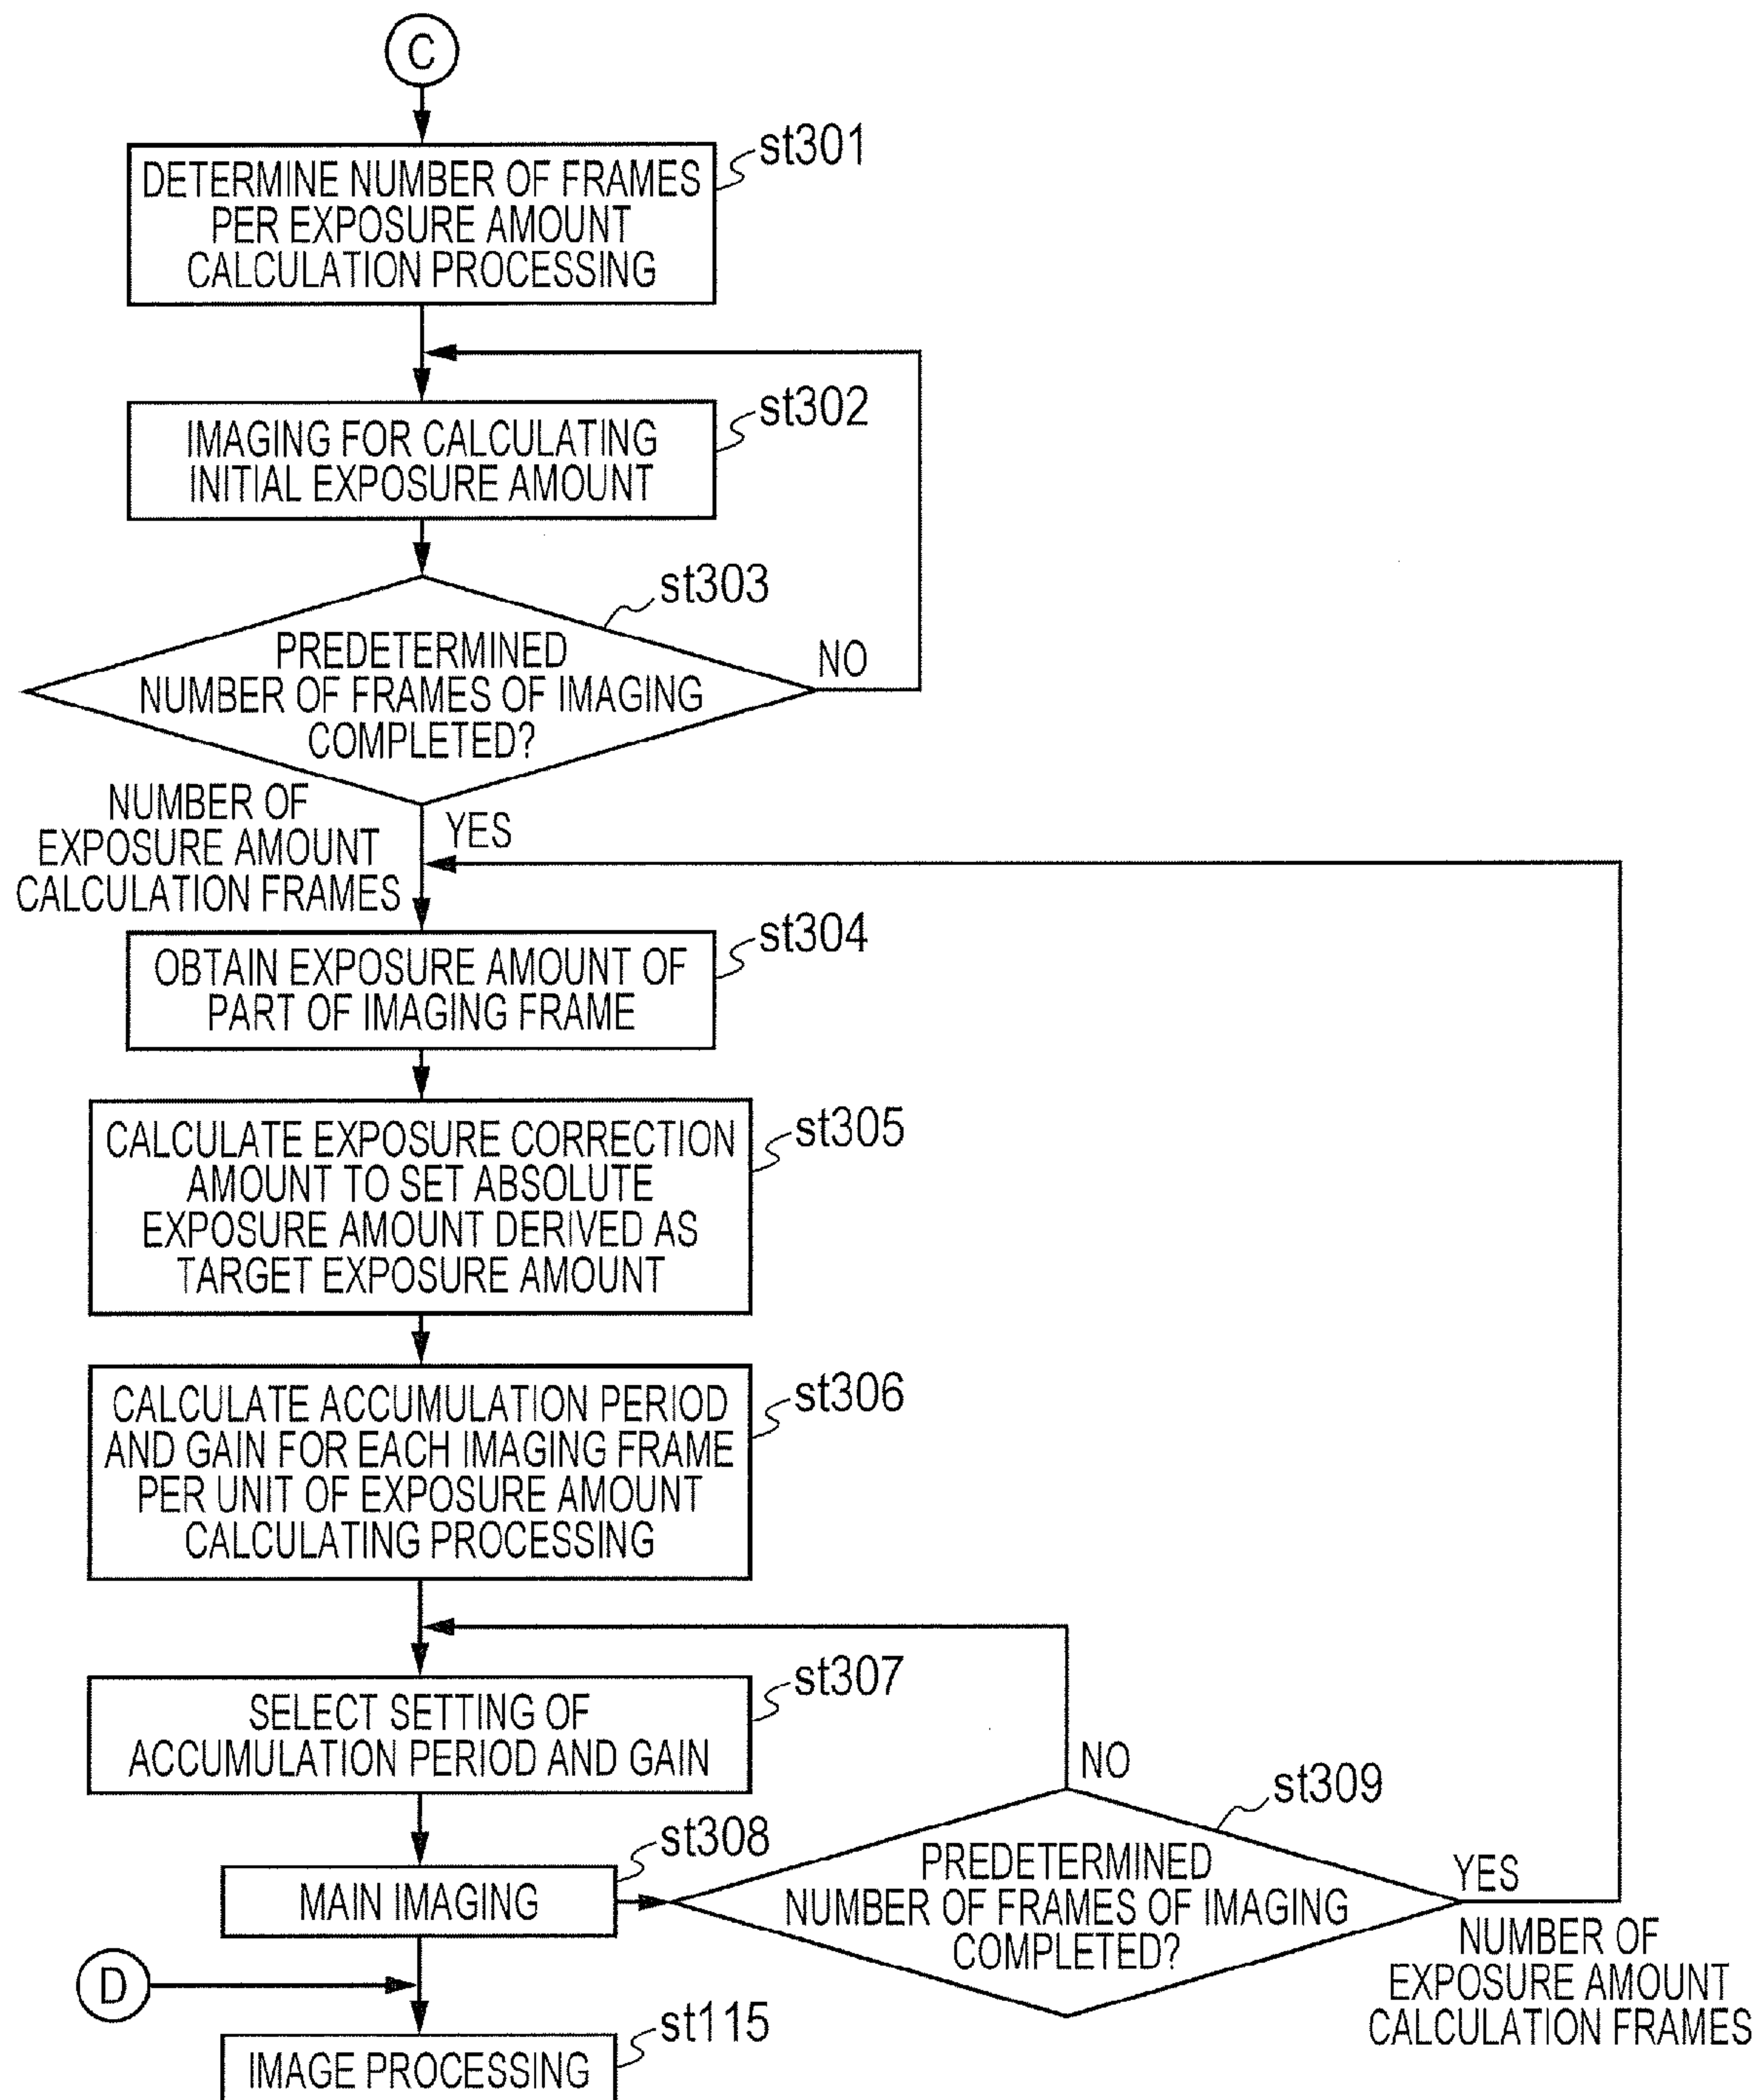 C
st301
DETERMINE NUMBER OF FRAMES
PER EXPOSURE AMOUNT
CALCULATION PROCESSING
st302
IMAGING FOR CALCULATING
INITIAL EXPOSURE AMOUNT
st303
PREDETERMINED
NUMBER OF FRAMES OF IMAGING
COMPLETED?
NO
NUMBER OF
EXPOSURE AMOUNT
CALCULATION FRAMES
YES
st304
OBTAIN EXPOSURE AMOUNT OF
PART OF IMAGING FRAME
st305
CALCULATE EXPOSURE CORRECTION
AMOUNT TO SET ABSOLUTE
EXPOSURE AMOUNT DERIVED AS
TARGET EXPOSURE AMOUNT
st306
CALCULATE ACCUMULATION PERIOD
AND GAIN FOR EACH IMAGING FRAME
PER UNIT OF EXPOSURE AMOUNT
CALCULATING PROCESSING
st307
SELECT SETTING OF
ACCUMULATION PERIOD AND GAIN
st308
MAIN IMAGING
NO
st309
PREDETERMINED
NUMBER OF FRAMES OF IMAGING
COMPLETED?
YES
NUMBER OF
EXPOSURE AMOUNT
CALCULATION FRAMES
D
st115
IMAGE PROCESSING